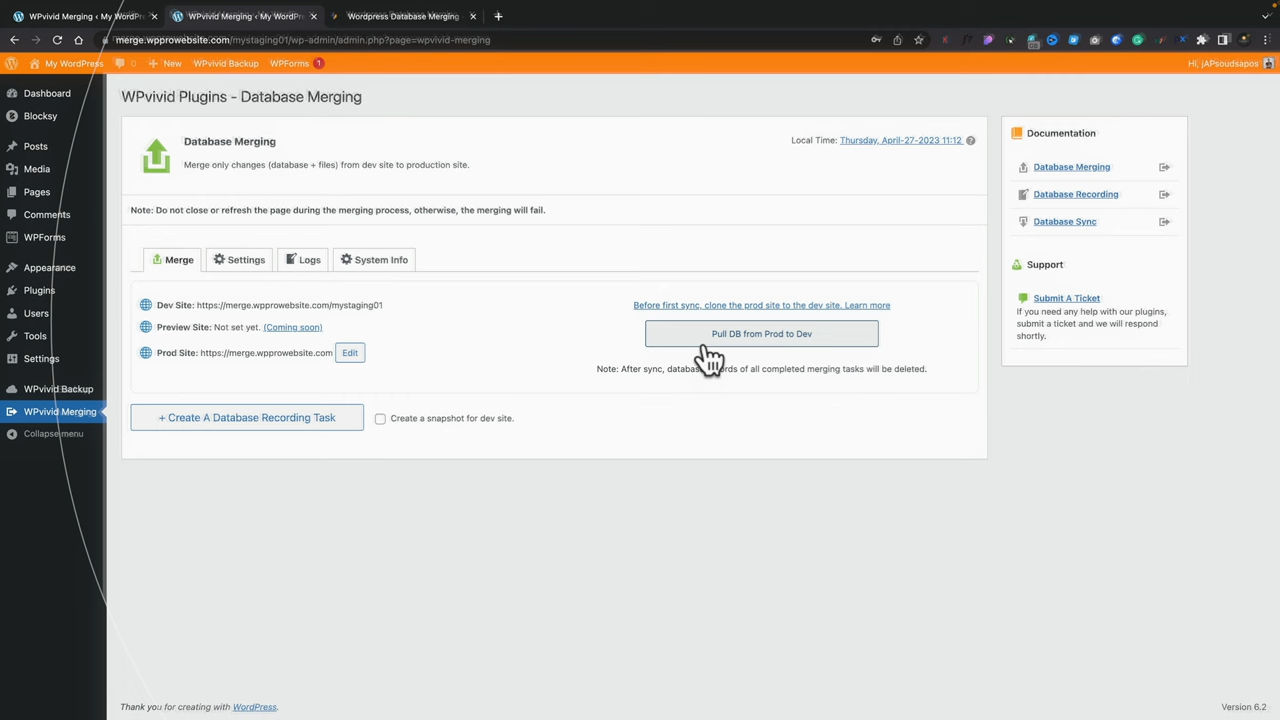 WPvivid Merging - My WordPr
WPvivid Merging ‹ My WordPress
Wordpress Database Merging
merge.wpprowebsite.com/mystaging01/wp-admin/admin.php?page=wpvivid-merging
My WordPress
0
New
WPvivid Backup
WPForms
1
Hi, jAPsoudsapos
Dashboard
Blocksy
Posts
Media
Pages
Comments
WPForms
Appearance
Plugins
Users
Tools
Settings
WPvivid Backup
WPvivid Merging
Collapse menu
WPvivid Plugins - Database Merging
Database Merging
Merge only changes (database + files) from dev site to production site.
Local Time: Thursday, April-27-2023 11:12
Note: Do not close or refresh the page during the merging process, otherwise, the merging will fail.
Merge
Settings
Logs
System Info
Dev Site: https://merge.wpprowebsite.com/mystaging01
Preview Site: Not set yet. (Coming soon)
Prod Site: https://merge.wpprowebsite.com
Edit
Before first sync, clone the prod site to the dev site. Learn more
Pull DB from Prod to Dev
Note: After sync, database of all completed merging tasks will be deleted.
+ Create A Database Recording Task
Create a snapshot for dev site.
Documentation
Database Merging
Database Recording
Database Sync
Support
Submit A Ticket
If you need any help with our plugins,
submit a ticket and we will respond
shortly.
Thank you for creating with WordPress.
Version 6.2